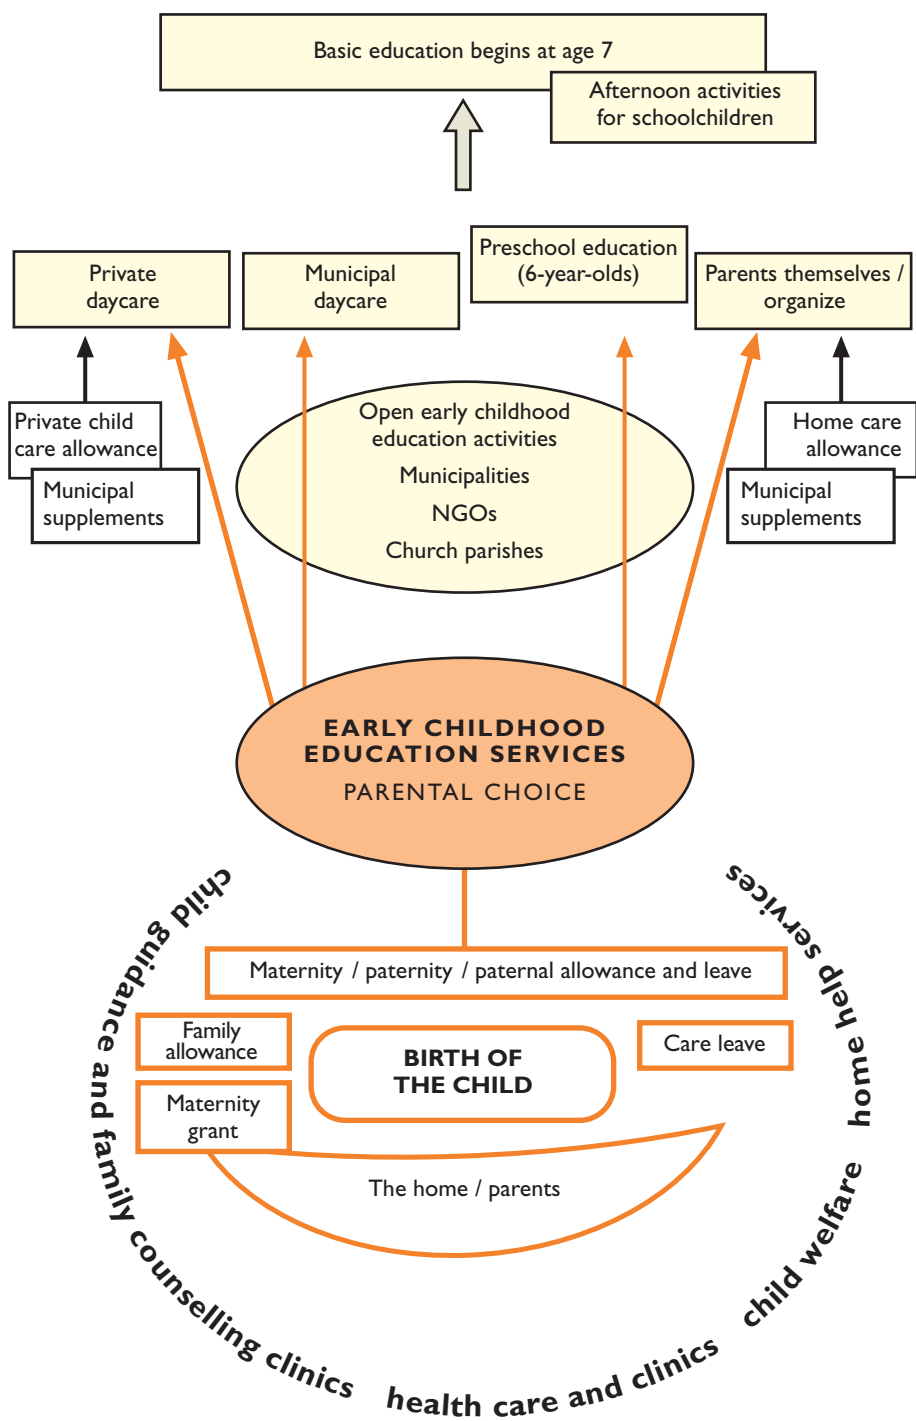 Basic education begins at age 7
Afternoon activities
for schoolchildren
Private
daycare
Municipal
daycare
Preschool education
(6-year-olds)
Parents themselves /
organize
Private child
care allowance
Municipal
supplements
Open early childhood
education activities
Municipalities
NGOs
Church parishes
Home care
allowance
Municipal
supplements
EARLY CHILDHOOD
EDUCATION SERVICES
PARENTAL CHOICE
Maternity / paternity / paternal allowance and leave
Family
allowance
Maternity
grant
BIRTH OF
THE CHILD
Care leave
The home / parents
child guidance and family counselling clinics
health care and clinics
child welfare
home help services